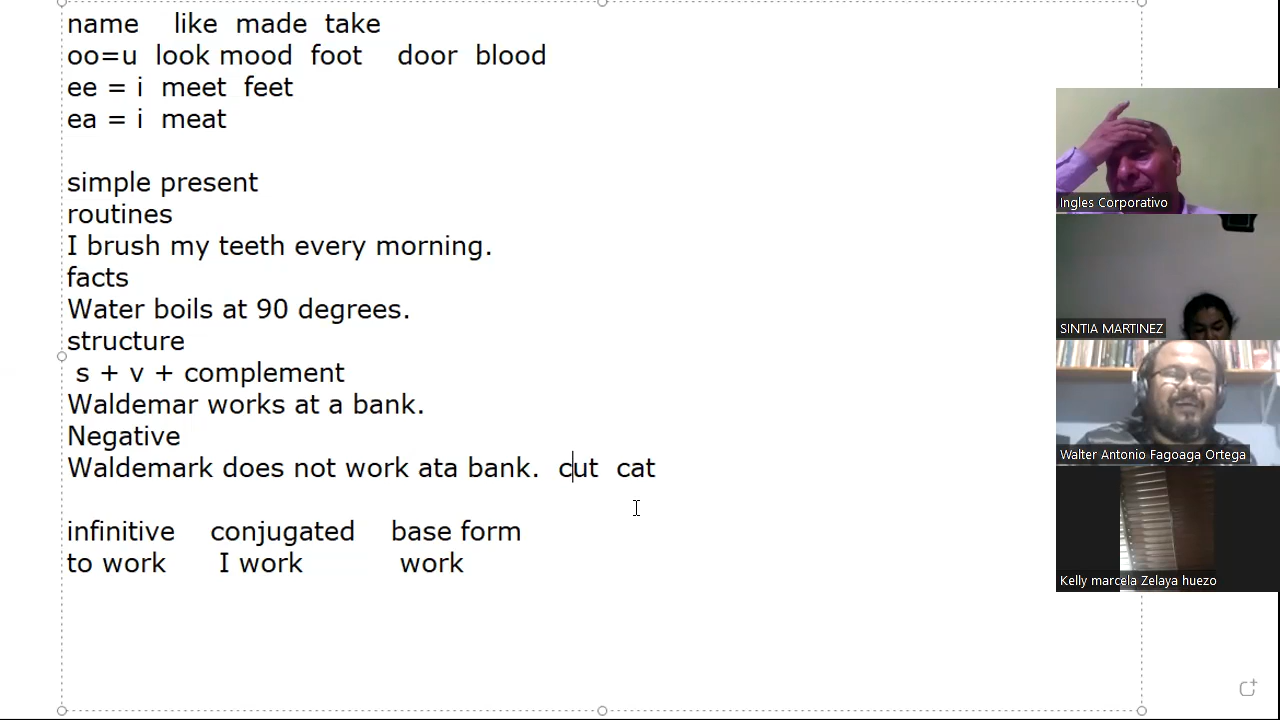 name like made take
oo=u look mood foot door blood
ee = i meet feet
ea = i meat
simple present
routines
I brush my teeth every morning.
facts
Water boils at 90 degrees.
structure
s + v + complement
Waldemar works at a bank.
Negative
Waldemark does not work ata bank. cut cat
infinitive conjugated base form
to work I work work
Ingles Corporativo
SINTIA MARTINEZ
Walter Antonio Fagoaga Ortega
Kelly marcela Zelaya huezo